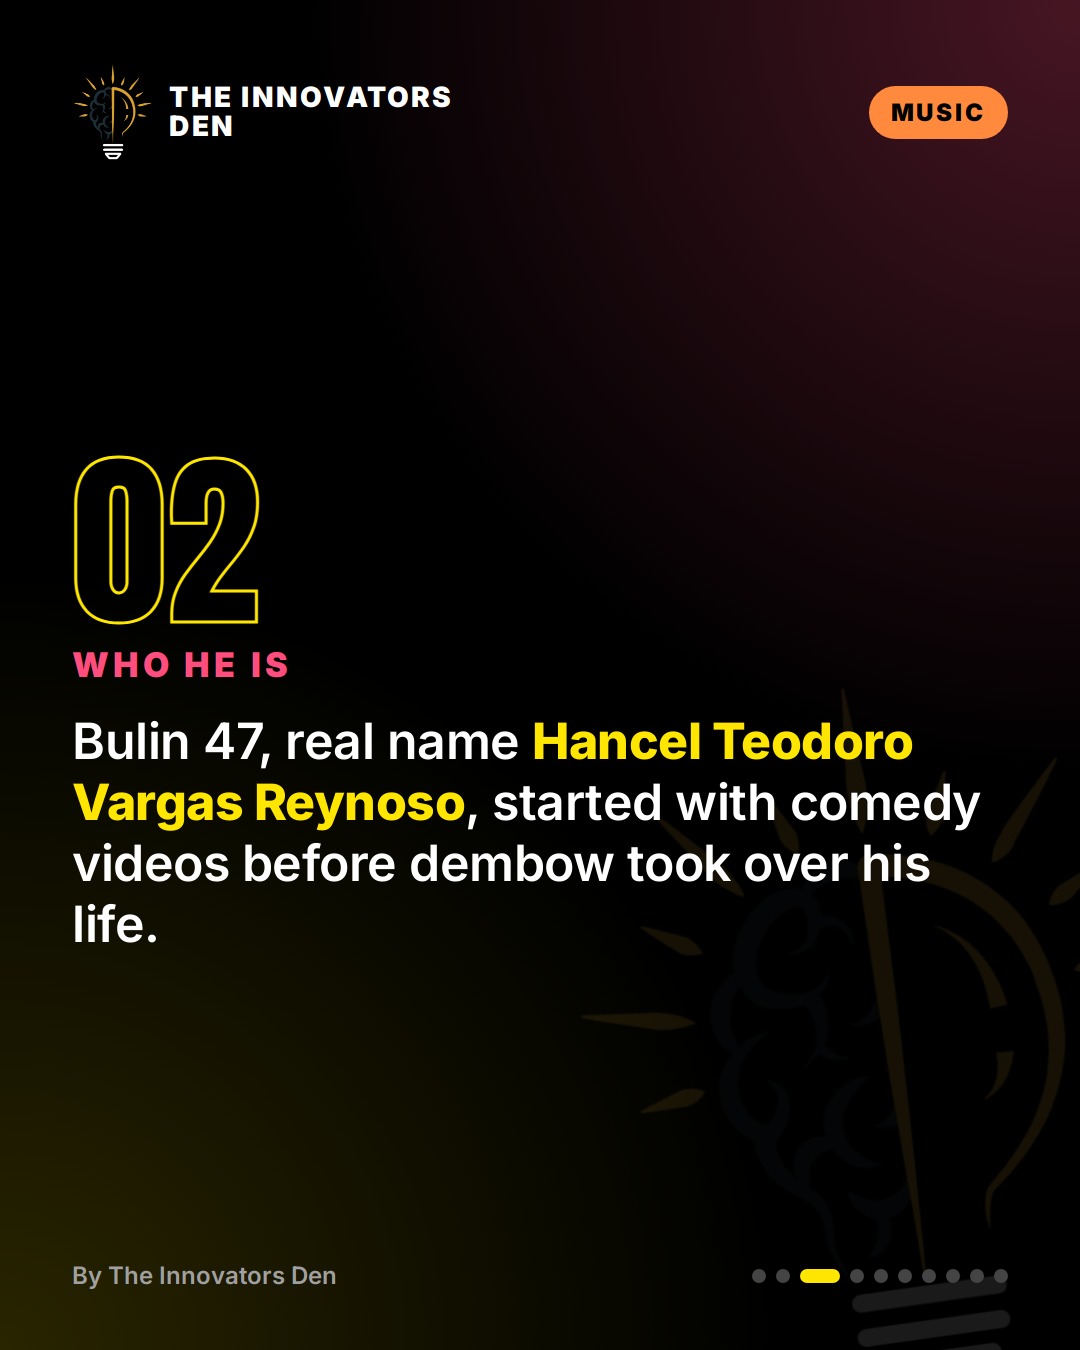 THE INNOVATORS
DEN
MUSIC
02
WHO HE IS
Bulin 47, real name Hancel Teodoro
Vargas Reynoso, started with comedy
videos before dembow took over his
life.
By The Innovators Den